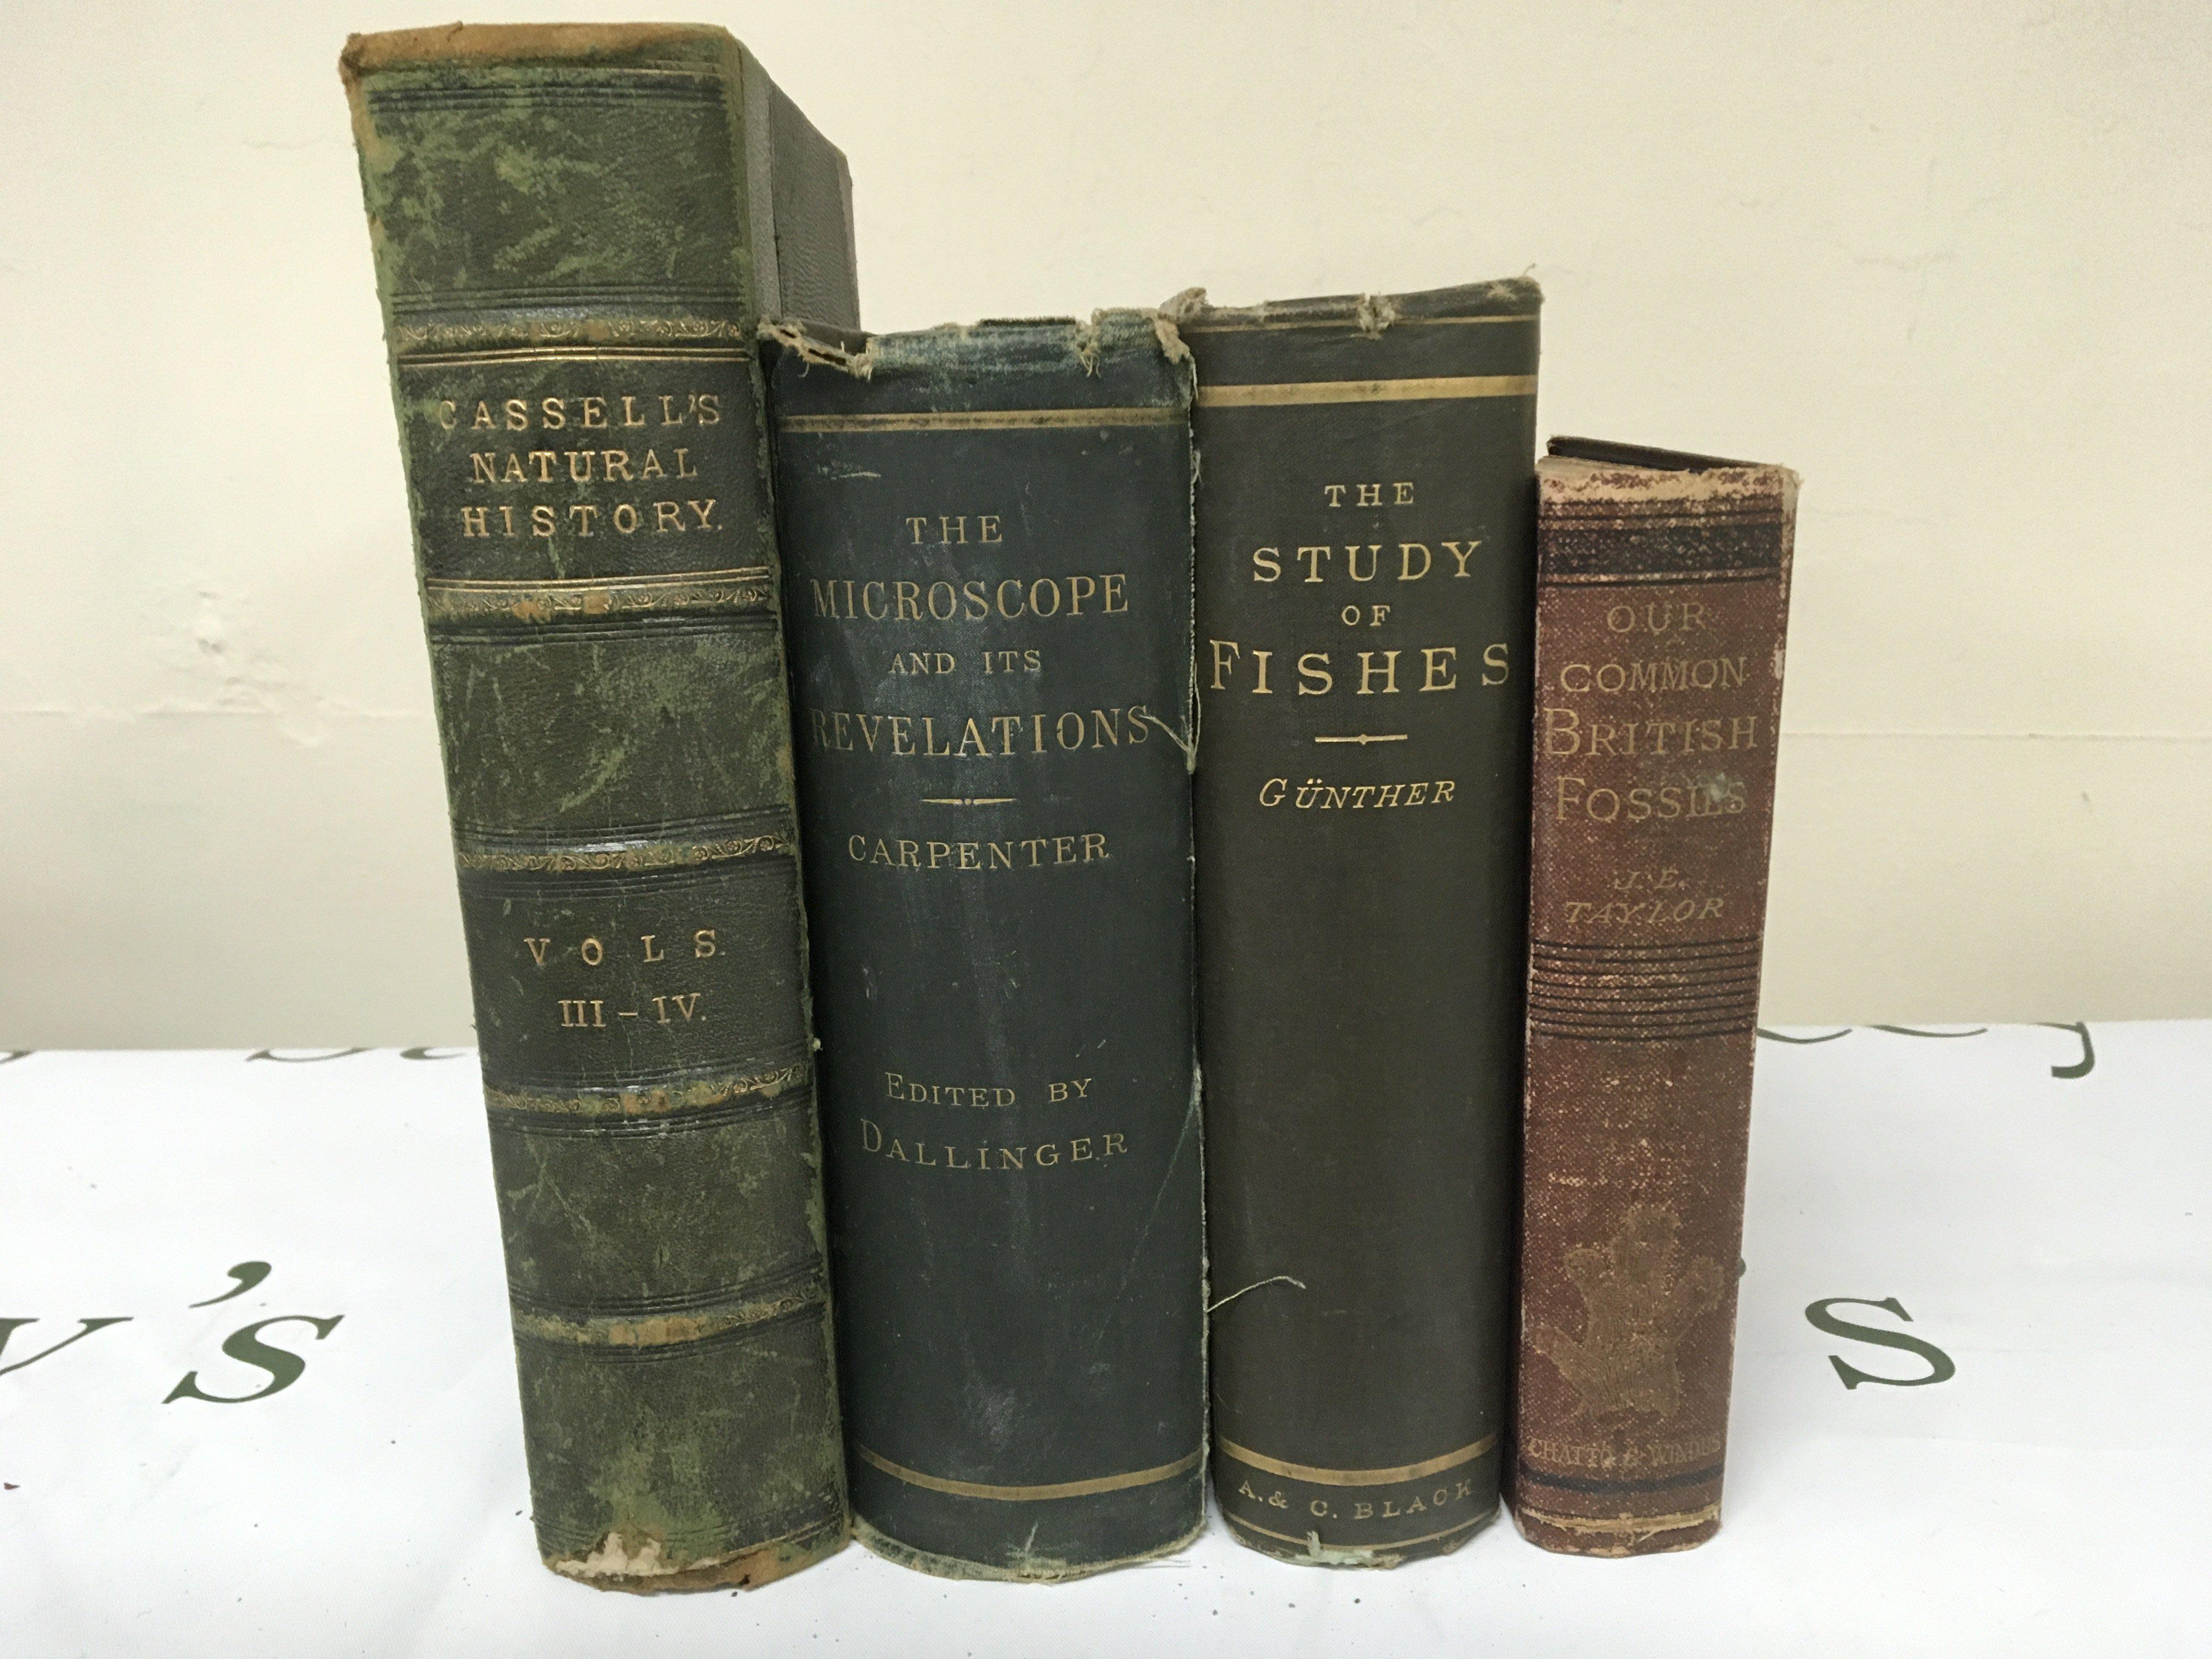 CASSELL'S
NATURAL
HISTORY.
VOLS.
III-IV.
THE
MICROSCOPE
AND ITS
REVELATIONS
CARPENTER
EDITED BY
DALLINGER
THE
STUDY
OF
FISHES
GÜNTHER
A. & C. BLACK
OUR
COMMON
BRITISH
FOSSILS
J. E.
TAYLOR
CHATTO & WINDUS
y's
s